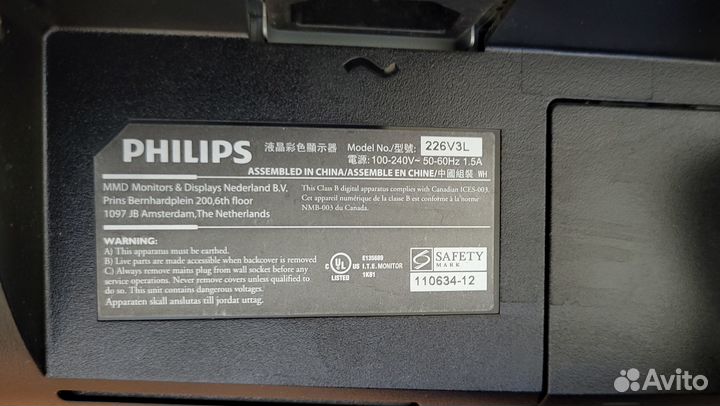 PHILIPS 液晶彩色顯示器 Model No./型號: 226V3L
電源: 100-240V~ 50-60Hz 1.5A
ASSEMBLED IN CHINA/ASSEMBLE EN CHINE/中國組裝 WH
MMD Monitors & Displays Nederland B.V.
Prins Bernhardplein 200,6th floor
1097 JB Amsterdam,The Netherlands
This Class B digital apparatus complies with Canadian ICES-003.
Cet appareil numérique de la classe B est conforme à la norme
NMB-003 du Canada.
WARNING:
A) This apparatus must be earthed.
B) Live parts are made accessible when backcover is removed
C) Always remove mains plug from wall socket before any
service operations. Never remove covers unless qualified to
do so. This unit contains dangerous voltages.
Apparaten skall anslutas till jordat uttag.
C UL US
LISTED
E135609
I.T.E. MONITOR
1K81
S SAFETY
MARK
110634-12
Avito